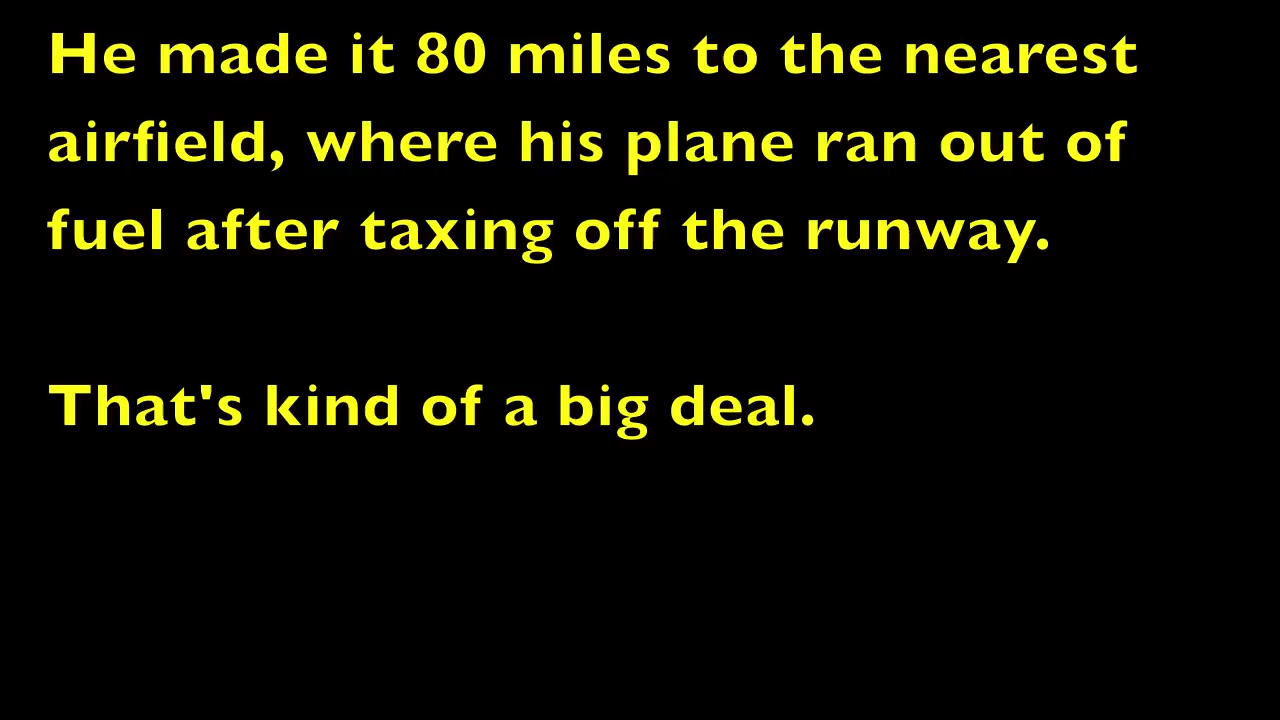 He made it 80 miles to the nearest
airfield, where his plane ran out of
fuel after taxing off the runway.
That's kind of a big deal.